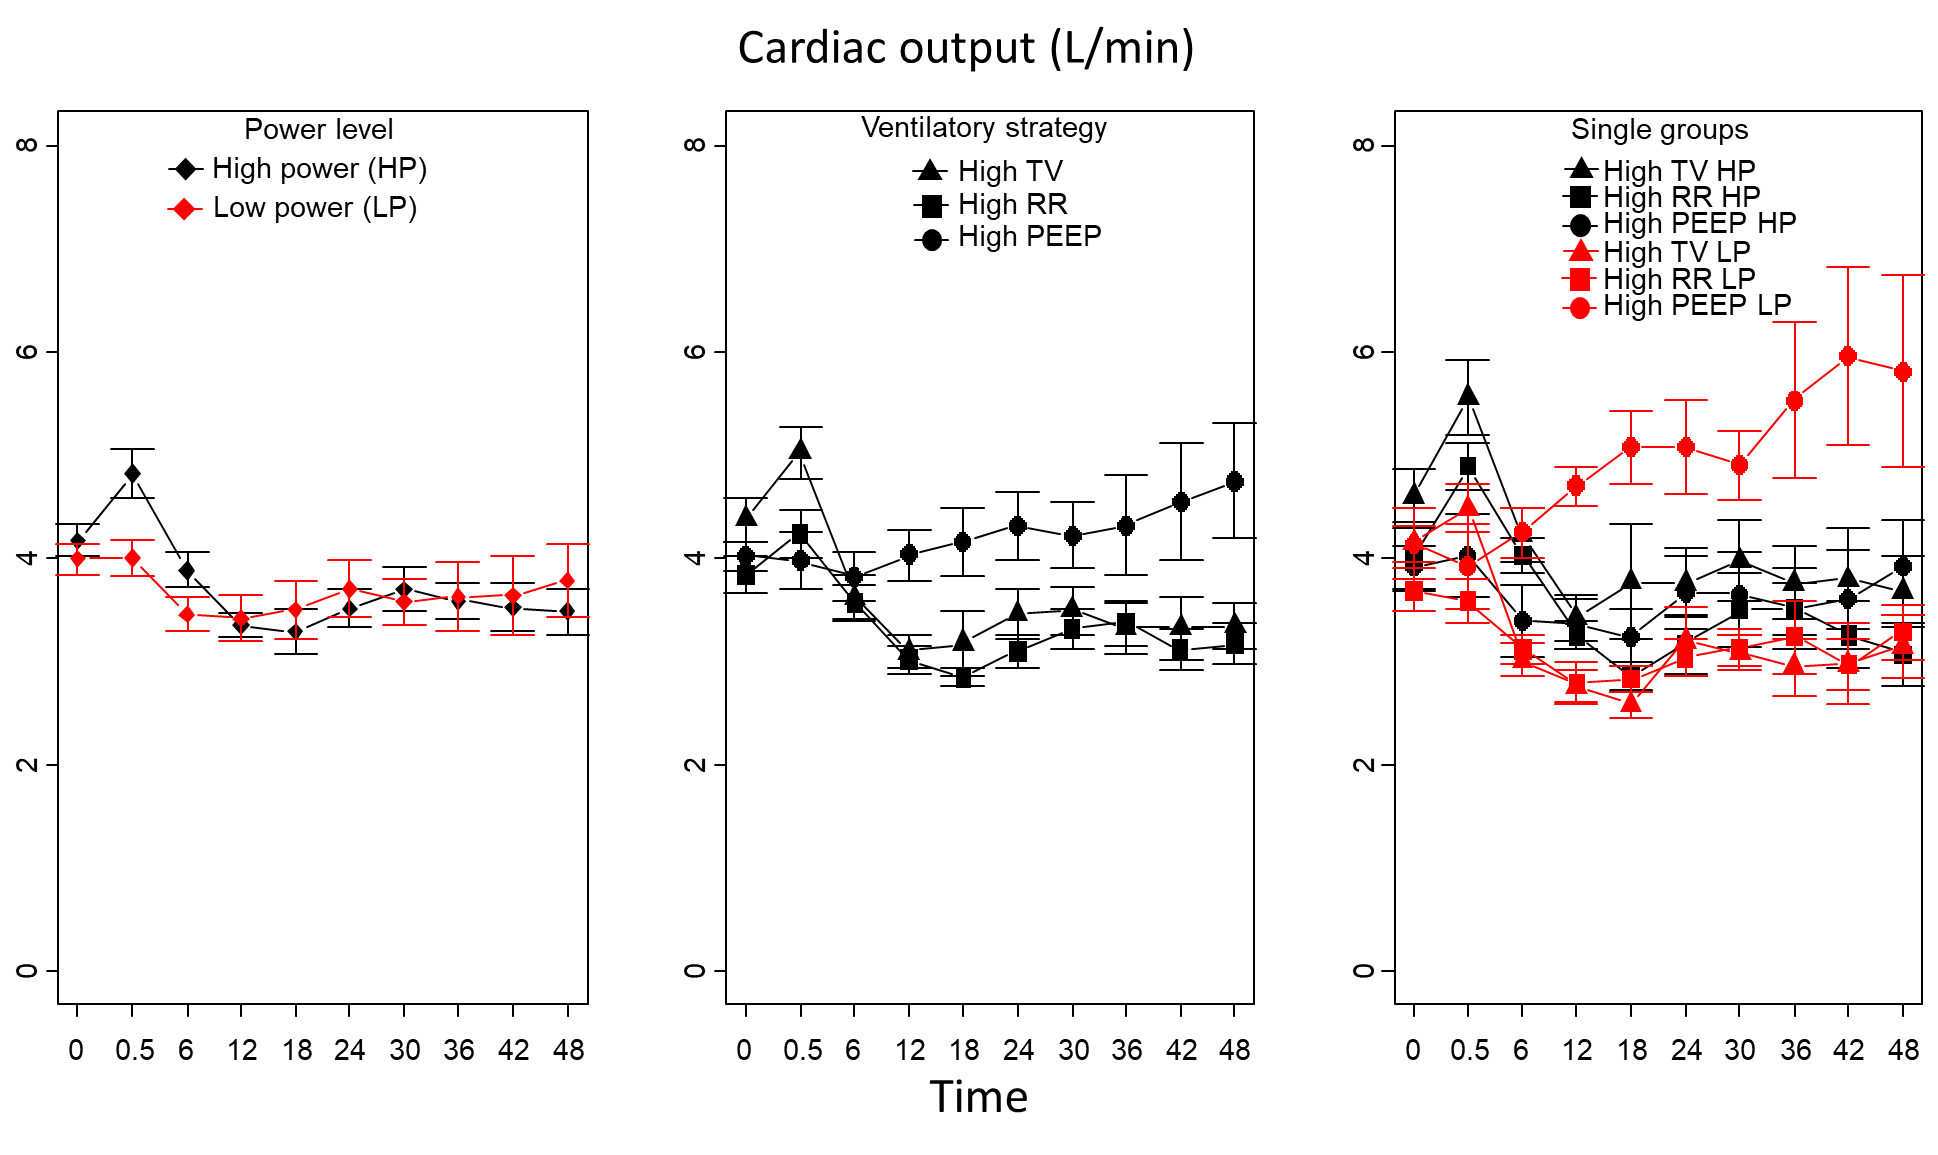 Cardiac output (L/min)
Power level
High power (HP)
Low power (LP)
8
6
4
2
0
0 0.5 6 12 18 24 30 36 42 48
Ventilatory strategy
High TV
High RR
High PEEP
8
6
4
2
0
0 0.5 6 12 18 24 30 36 42 48
Single groups
High TV HP
High RR HP
High PEEP HP
High TV LP
High RR LP
High PEEP LP
8
6
4
2
0
0 0.5 6 12 18 24 30 36 42 48
Time